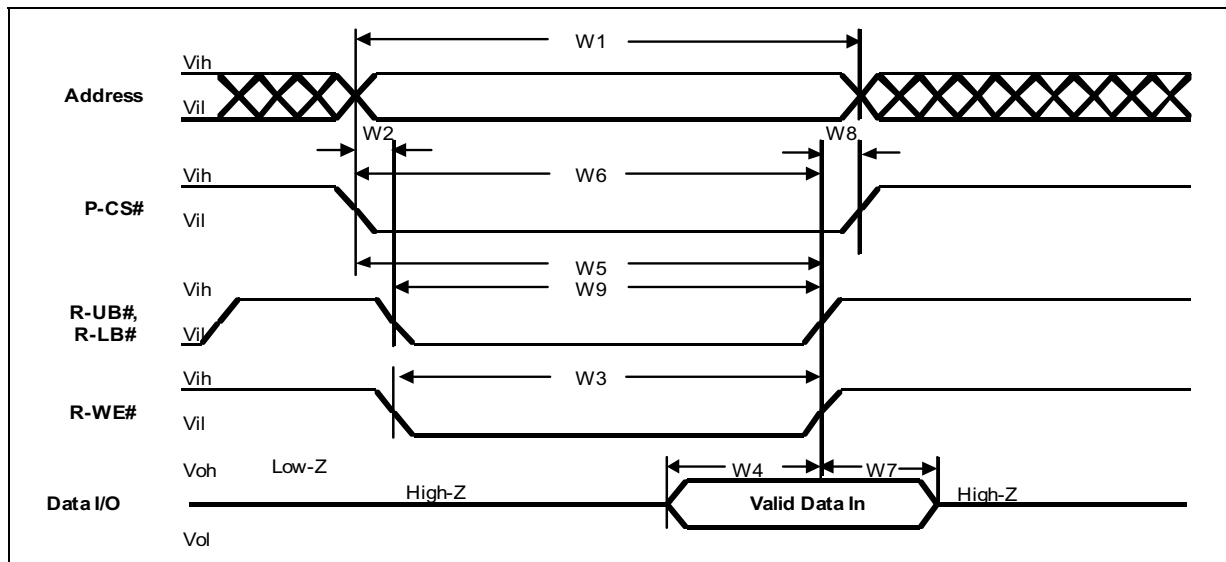 W1
Vih
Address
Vil
W2
W8
Vih
W6
P-CS#
Vil
W5
Vih
W9
R-UB#,
R-LB#
Vil
Vih
W3
R-WE#
Vil
Voh
Low-Z
W4
W7
High-Z
High-Z
Data I/O
Valid Data In
Vol